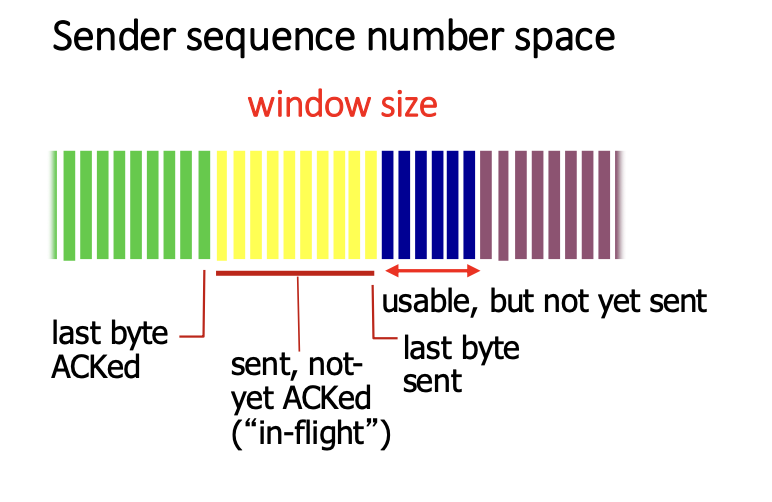 Sender sequence number space
window size
usable, but not yet sent
last byte
ACKed
sent, not-
yet ACKed
(“in-flight”)
last byte
sent